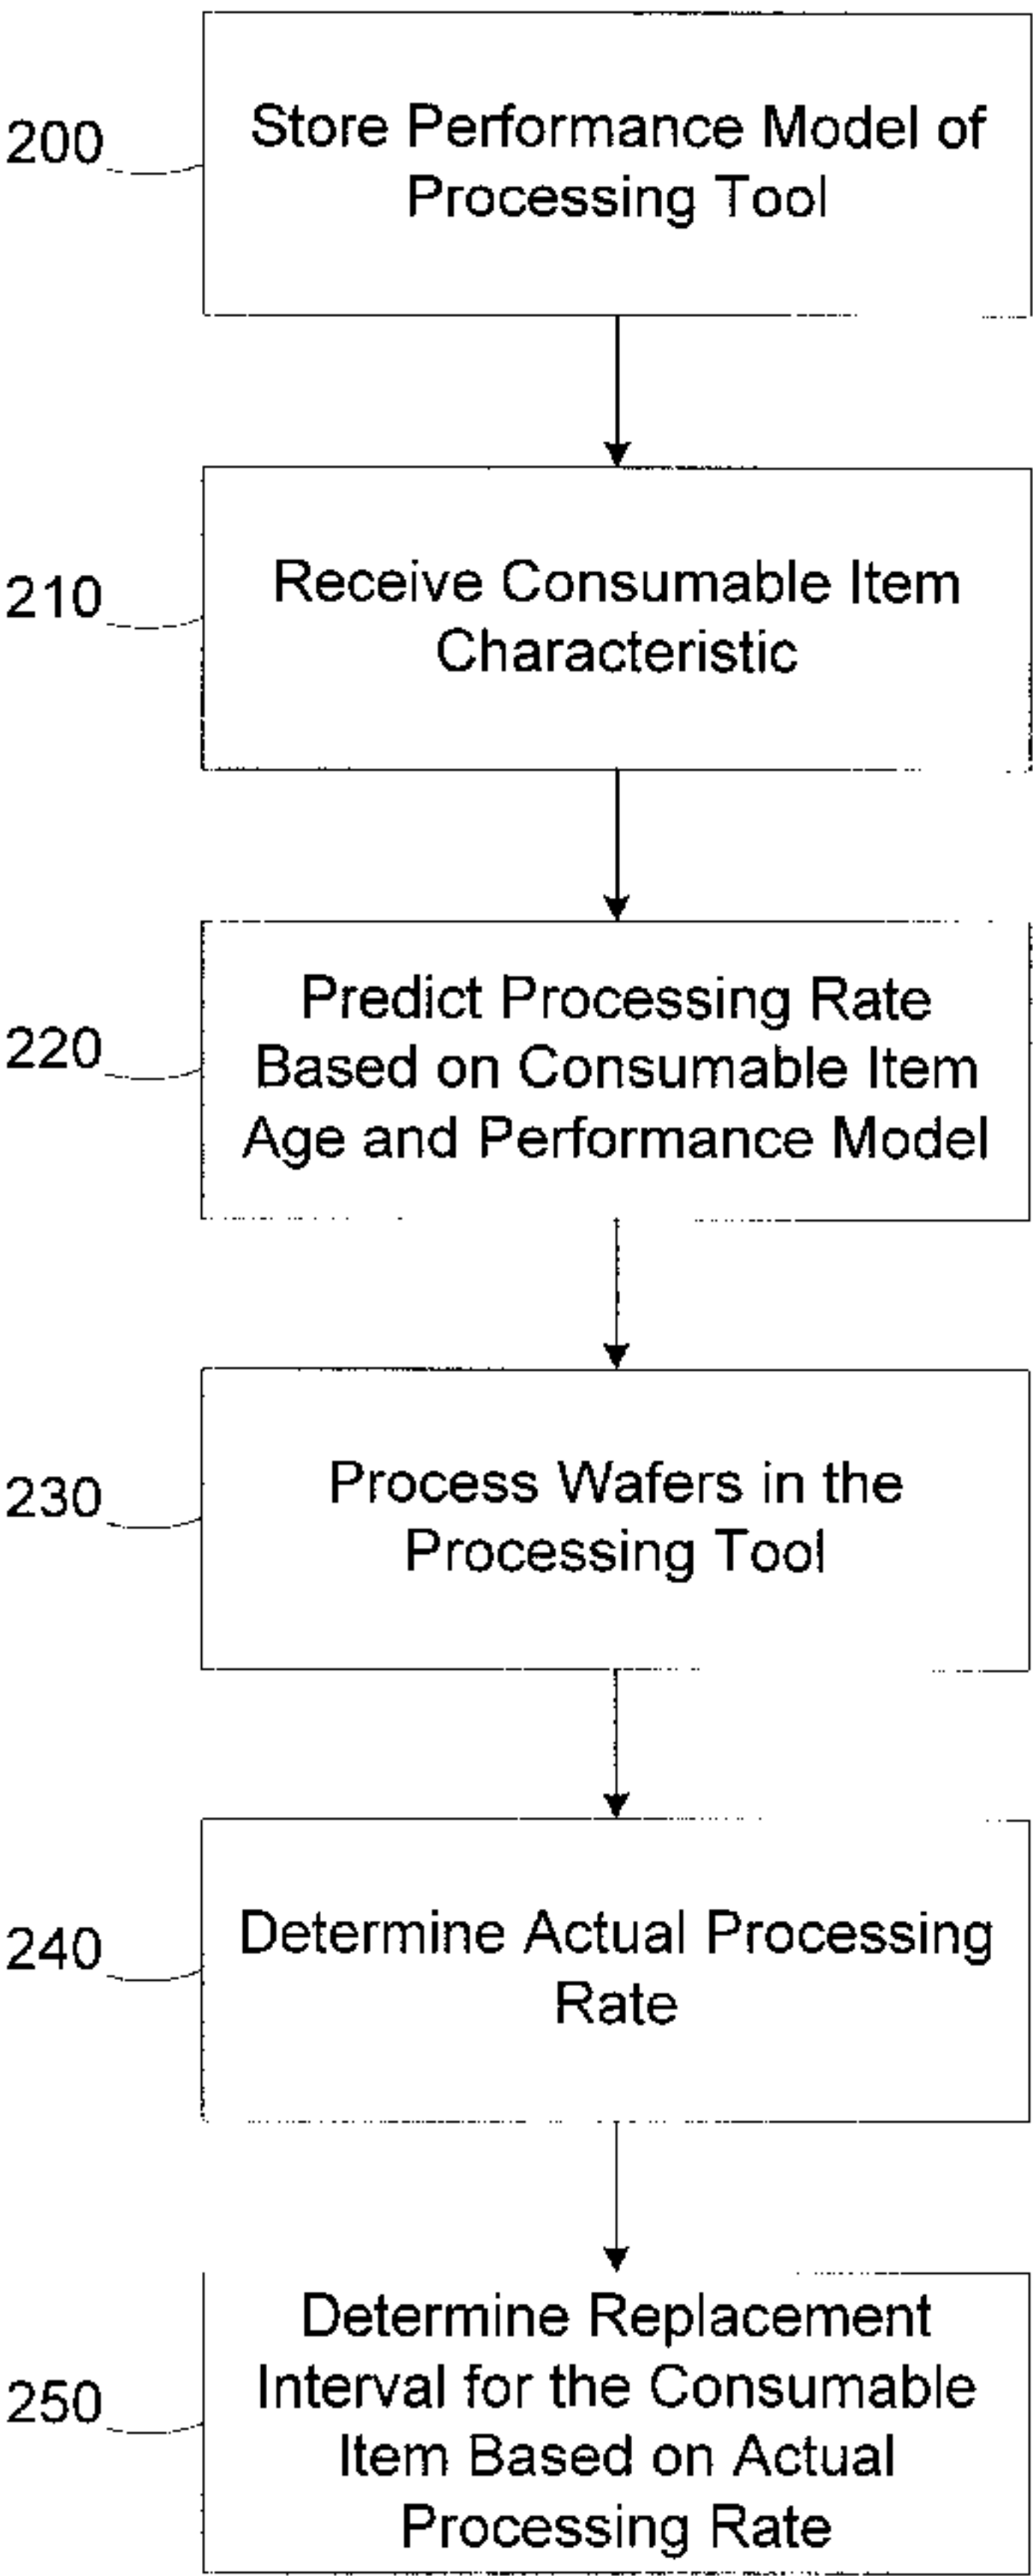 200
Store Performance Model of
Processing Tool
210
Receive Consumable Item
Characteristic
220
Predict Processing Rate
Based on Consumable Item
Age and Performance Model
230
Process Wafers in the
Processing Tool
240
Determine Actual Processing
Rate
250
Determine Replacement
Interval for the Consumable
Item Based on Actual
Processing Rate